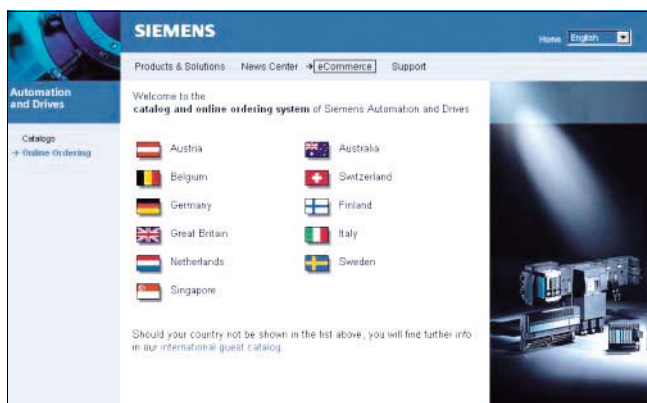 SIEMENS
Home English
Products & Solutions News Center → eCommerce Support
Automation
and Drives
Catalogs
→ Online Ordering
Welcome to the
catalog and online ordering system of Siemens Automation and Drives
Austria Australia
Belgium Switzerland
Germany Finland
Great Britain Italy
Netherlands Sweden
Singapore
Should your country not be shown in the list above, you will find further info
in our international guest catalog.